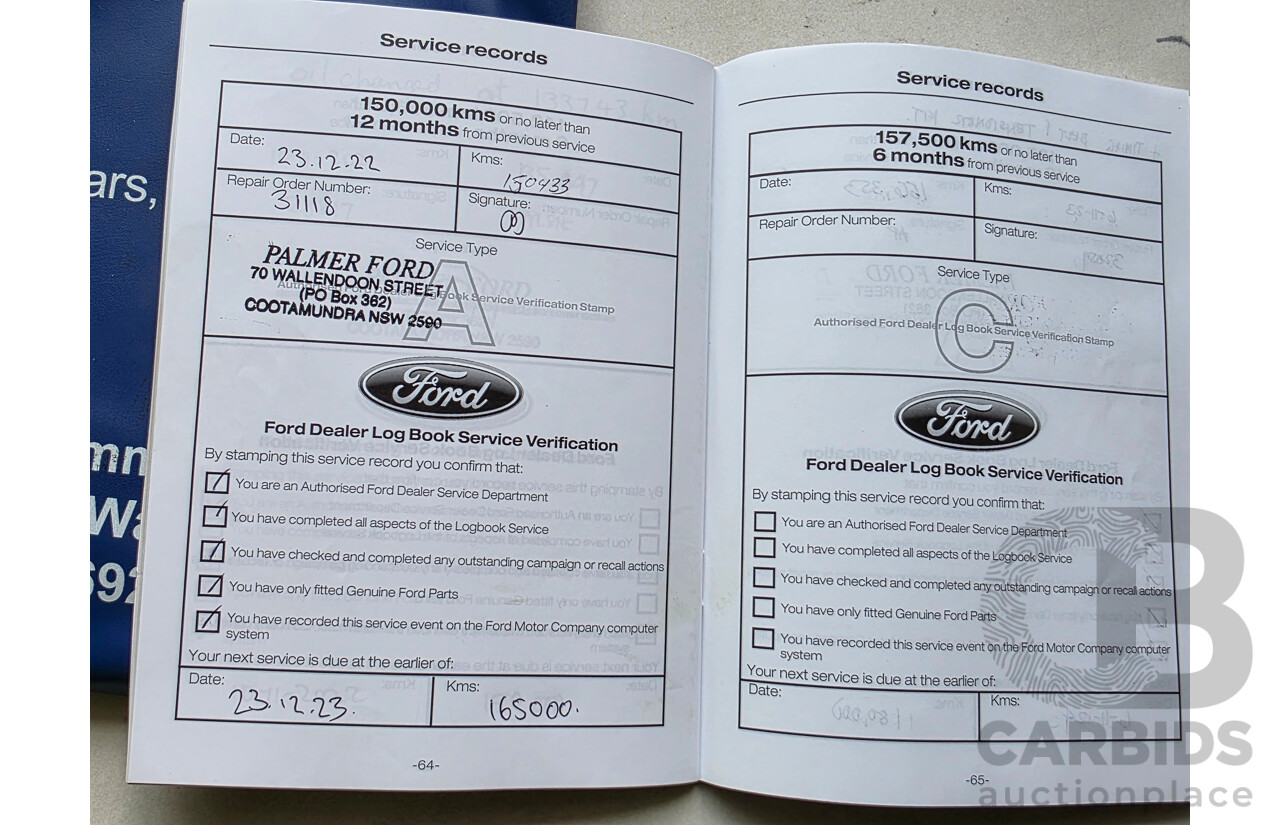 Service records
150,000 kms or no later than
12 months from previous service
Date:
23.12.22
Kms:
150433
Repair Order Number:
31118
Signature:
Service Type
A
PALMER FORD
70 WALLENDOON STREET
(PO Box 362)
COOTAMUNDRA NSW 2590
Authorised Ford Dealer Log Book Service Verification Stamp
Ford
Ford Dealer Log Book Service Verification
By stamping this service record you confirm that:
You are an Authorised Ford Dealer Service Department
You have completed all aspects of the Logbook Service
You have checked and completed any outstanding campaign or recall actions
You have only fitted Genuine Ford Parts
You have recorded this service event on the Ford Motor Company computer
system
Your next service is due at the earlier of:
Date:
23.12.23.
Kms:
165000.
-64-
Service records
157,500 kms or no later than
6 months from previous service
Date:
Kms:
Repair Order Number:
Signature:
Service Type
C
Authorised Ford Dealer Log Book Service Verification Stamp
Ford
Ford Dealer Log Book Service Verification
By stamping this service record you confirm that:
You are an Authorised Ford Dealer Service Department
You have completed all aspects of the Logbook Service
You have checked and completed any outstanding campaign or recall actions
You have only fitted Genuine Ford Parts
You have recorded this service event on the Ford Motor Company computer
system
Your next service is due at the earlier of:
Date:
Kms:
-65-
ars,
CARBIDS
auctionplace